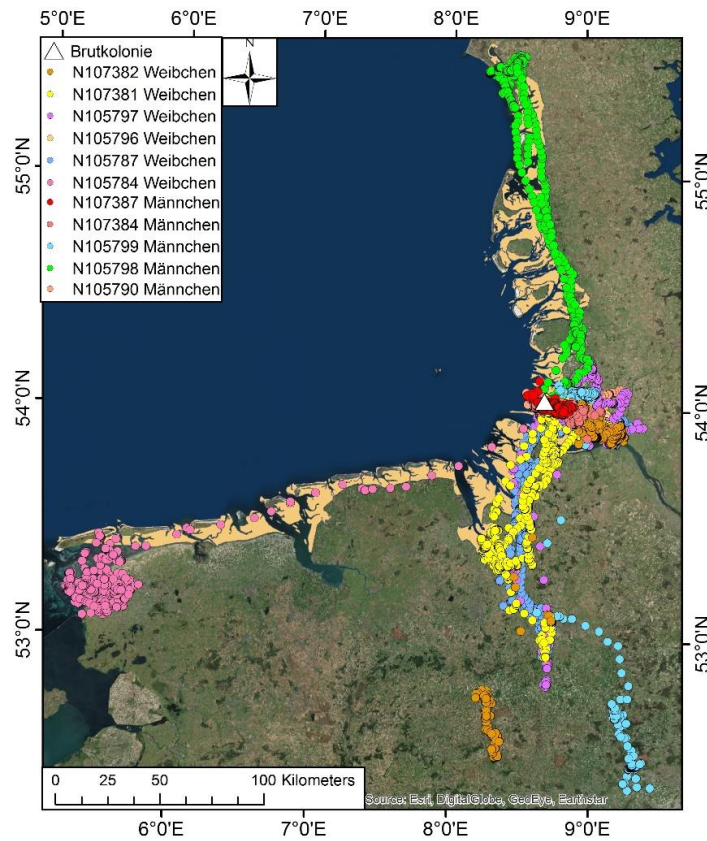 5°0'E 6°0'E 7°0'E 8°0'E 9°0'E
N
Brutkolonie
N107382 Weibchen
N107381 Weibchen
N105797 Weibchen
N105796 Weibchen
N105787 Weibchen
N105784 Weibchen
N107387 Männchen
N107384 Männchen
N105799 Männchen
N105798 Männchen
N105790 Männchen
55°0'N 55°0'N
54°0'N 54°0'N
53°0'N 53°0'N
0 25 50 100 Kilometers
Source: Esri, DigitalGlobe, GeoEye, Earthstar
6°0'E 7°0'E 8°0'E 9°0'E